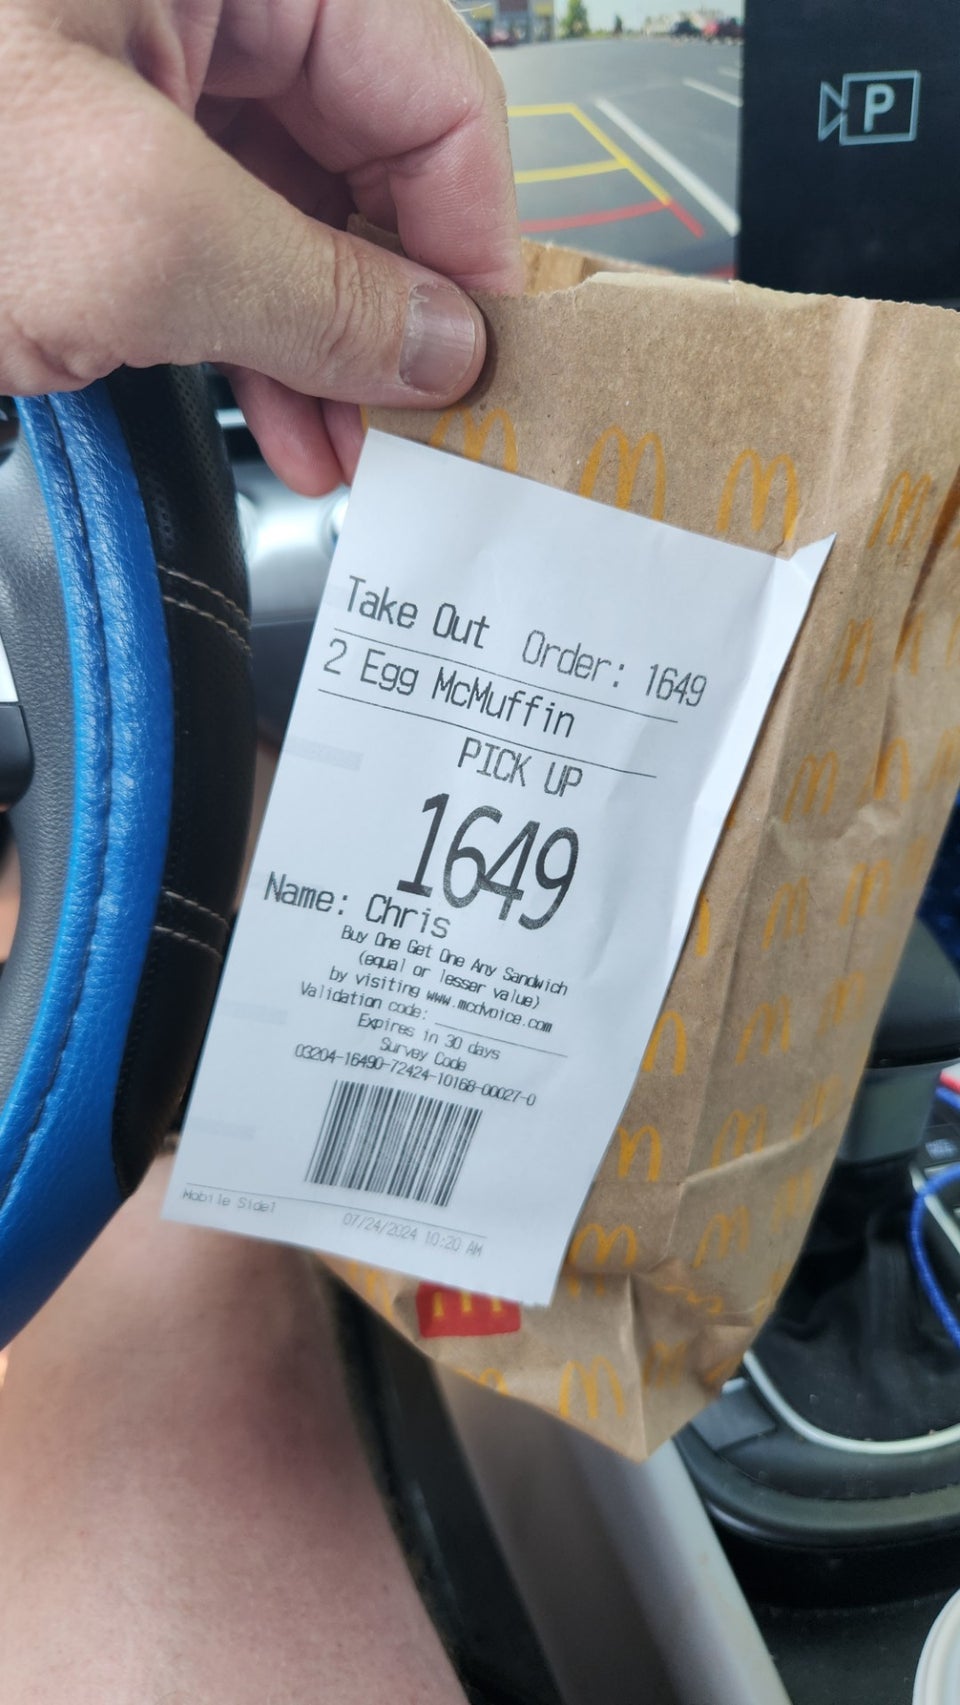 P
Take Out Order: 1649
2 Egg McMuffin
PICK UP
1649
Name: Chris
Buy One Get One Any Sandwich
(equal or lesser value)
by visiting www.mcdvoice.com
Validation code: ____________
Expires in 30 days
Survey Code
03204-16490-72424-10168-00027-0
Mobile Side1
07/24/2024 10:20 AM